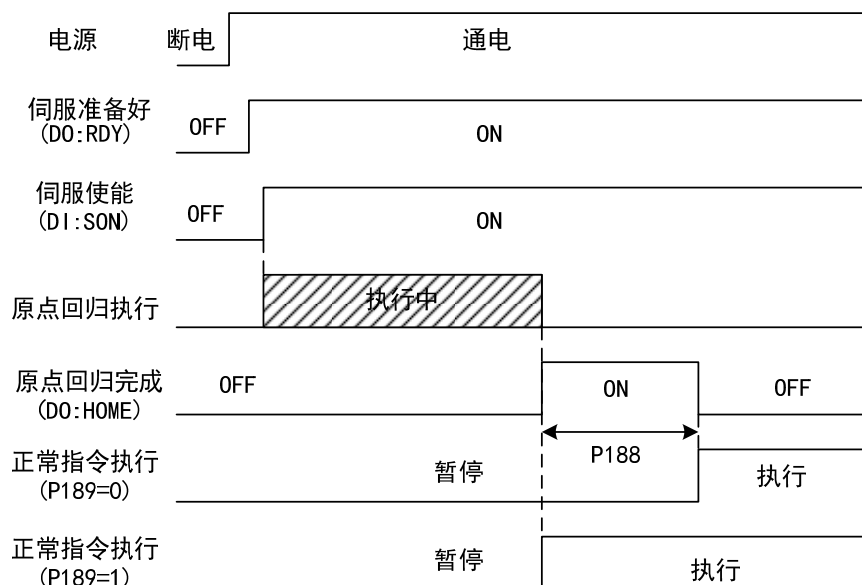 电源 断电 通电
伺服准备好
(DO:RDY) OFF ON
伺服使能
(DI:SON) OFF ON
原点回归执行 执行中
原点回归完成
(DO:HOME) OFF ON OFF
P188
正常指令执行
(P189=0) 暂停 执行
正常指令执行
(P189=1) 暂停 执行